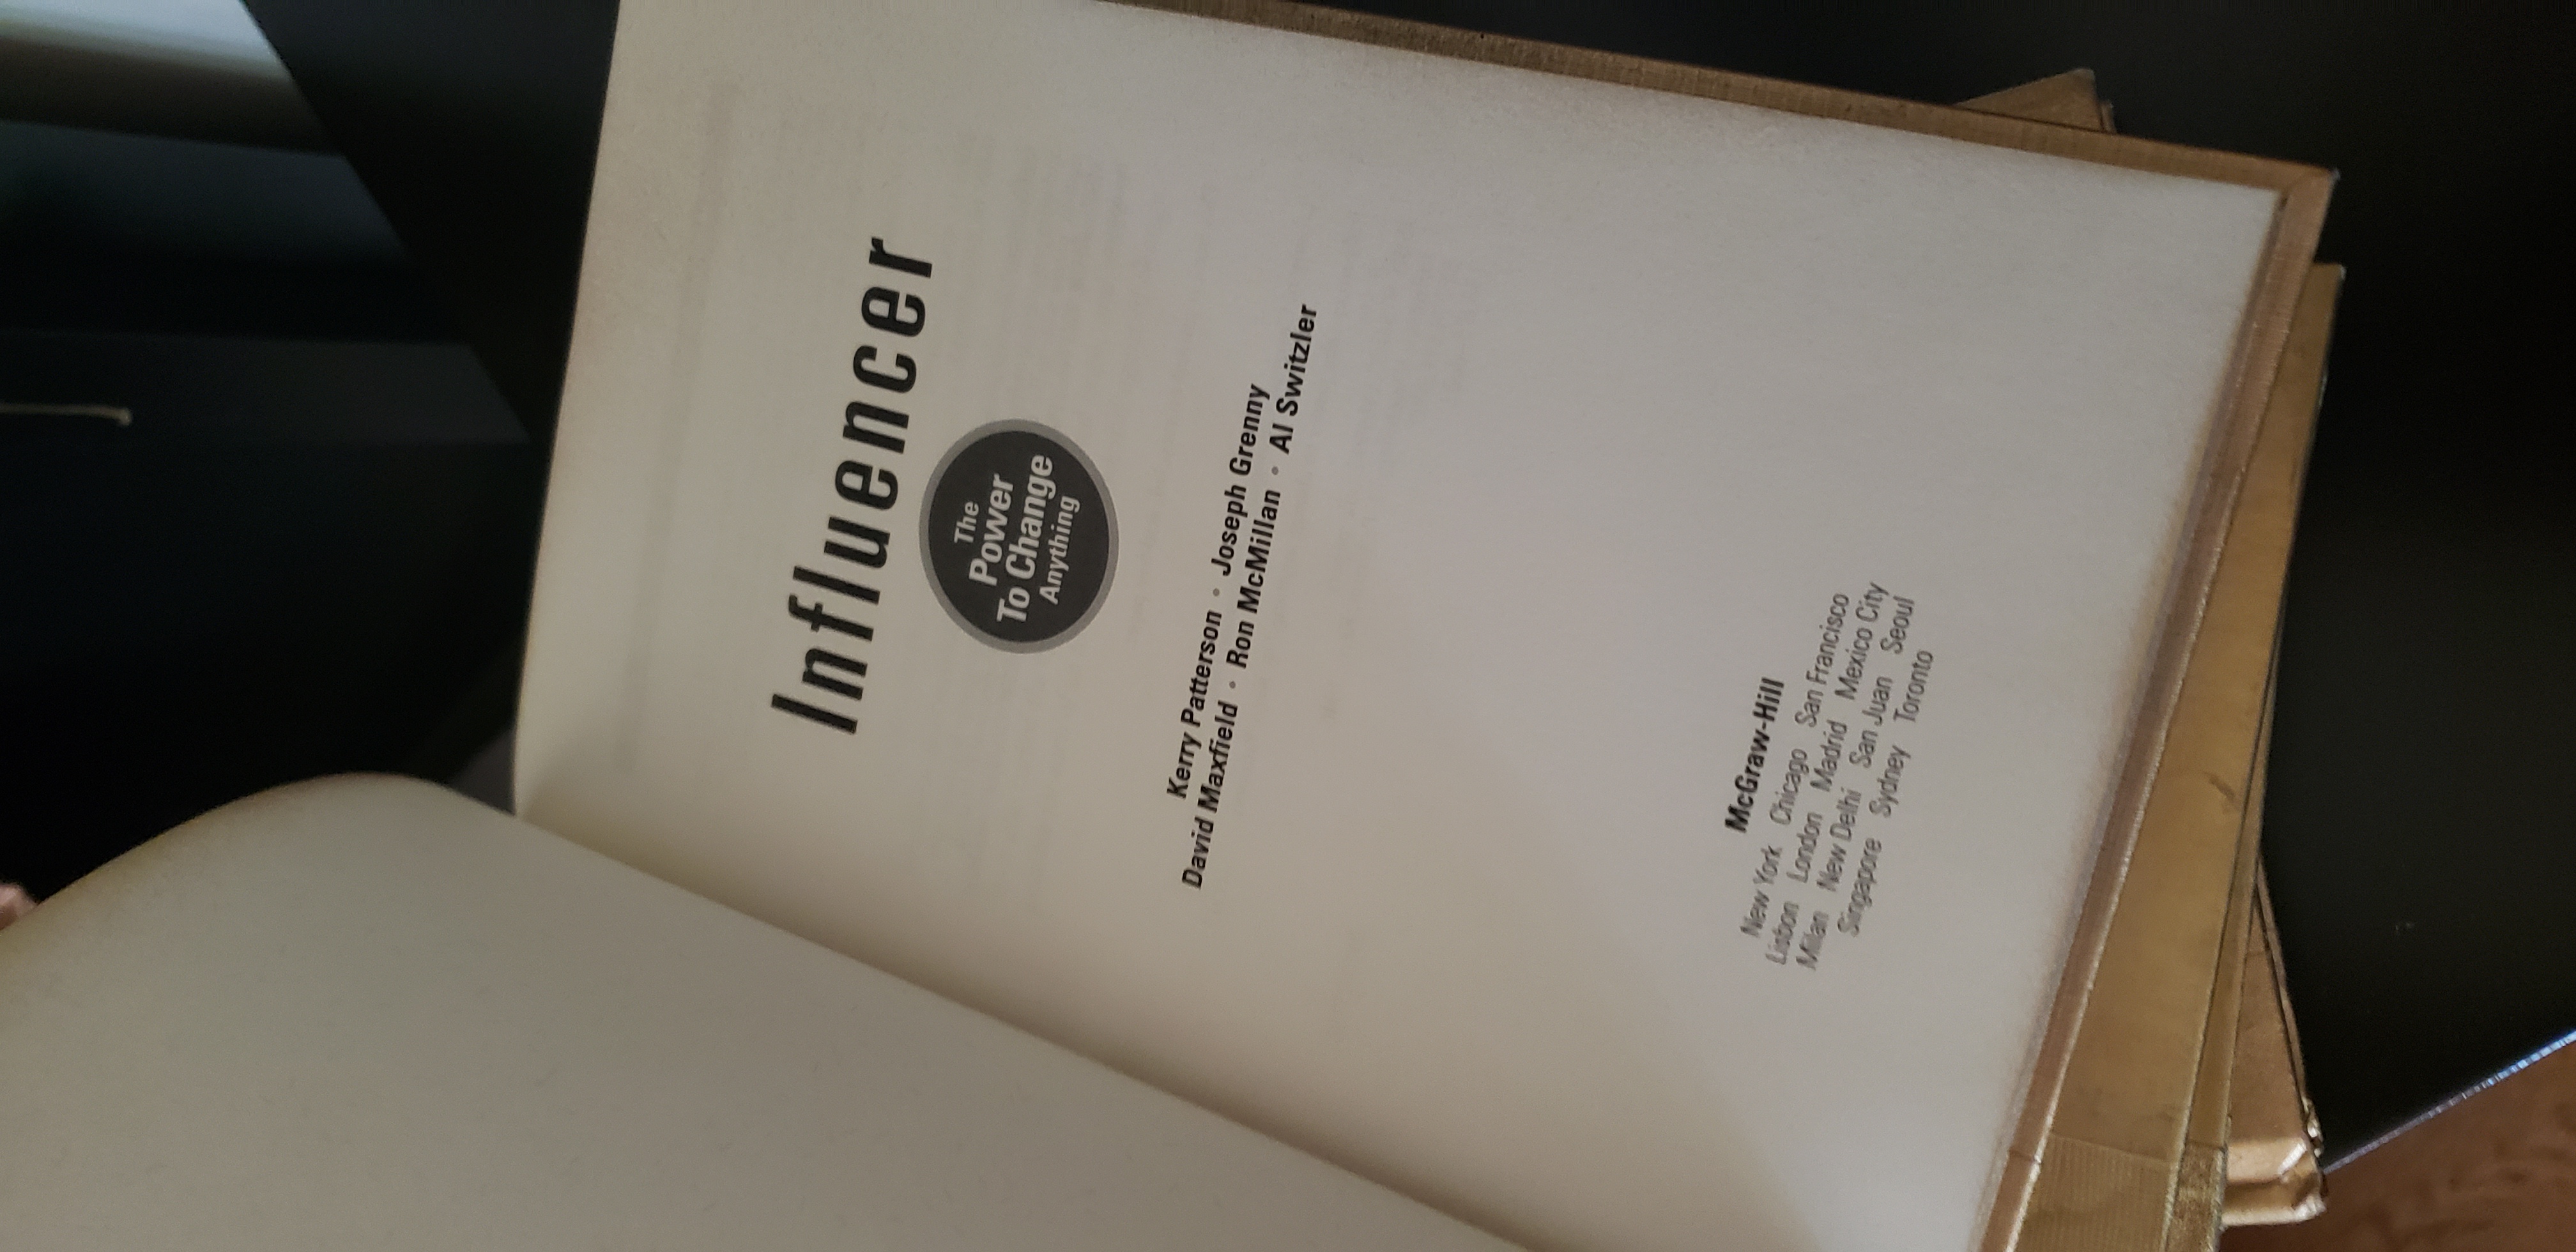 Influencer
The
Power
To Change
Anything
Kerry Patterson • Joseph Grenny
David Maxfield • Ron McMillan • Al Switzler
McGraw-Hill
New York Chicago San Francisco
Lisbon London Madrid Mexico City
Milan New Delhi San Juan Seoul
Singapore Sydney Toronto